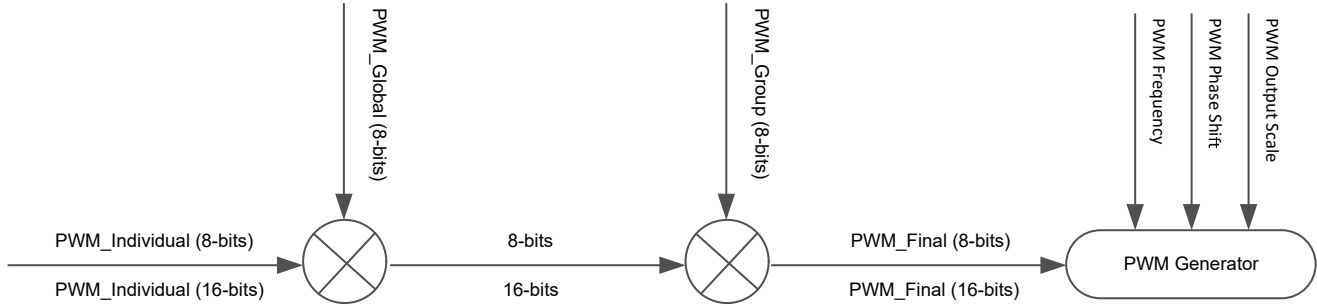 PWM_Global (8-bits)
PWM_Group (8-bits)
PWM Frequency
PWM Phase Shift
PWM Output Scale
PWM_Individual (8-bits)
8-bits
PWM_Final (8-bits)
PWM Generator
PWM_Individual (16-bits)
16-bits
PWM_Final (16-bits)